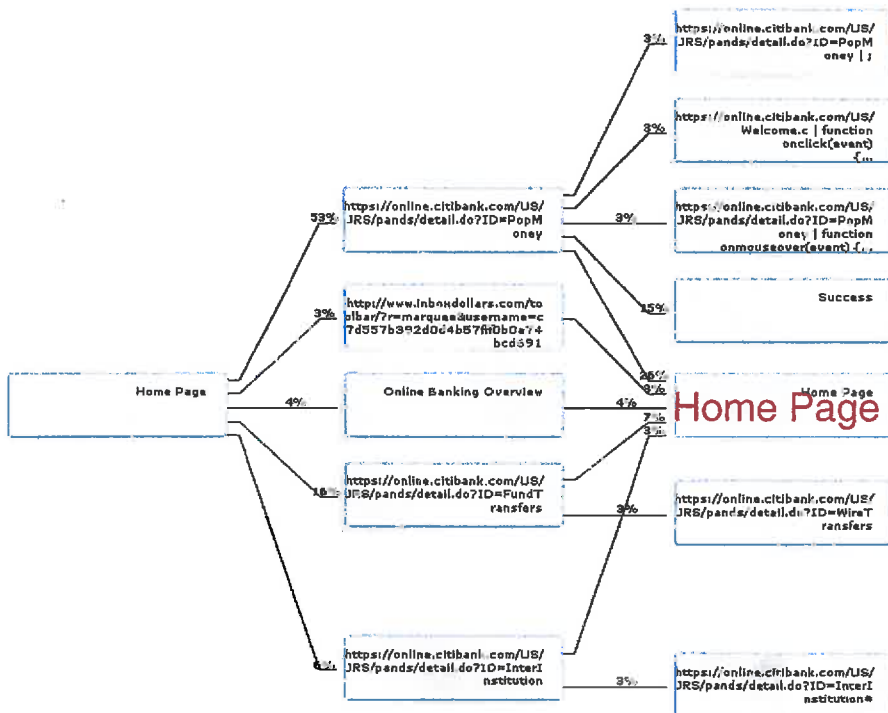 Home Page
53%
https://online.citibank.com/US/
JRS/pands/detail.do?ID=PopM
oney
3%
http://www.inboxdollars.com/to
olbar/?r=marquee&username=c
bcd691
4%
Online Banking Overview
16%
https://online.citibank.com/US/
JRS/pands/detail.do?ID=FundT
ransfers
6%
https://online.citibank.com/US/
JRS/pands/detail.do?ID=InterI
nstitution
3%
https://online.citibank.com/US/
JRS/pands/detail.do?ID=PopM
oney | ;
3%
https://online.citibank.com/US/
Welcome.c | function
onclick(event)
{...
3%
https://online.citibank.com/US/
JRS/pands/detail.do?ID=PopM
oney | function
onmouseover(event) {...
15%
Success
26%
3%
4%
7%
3%
Home Page
Home Page
3%
https://online.citibank.com/US/
JRS/pands/detail.do?ID=WireT
ransfers
3%
https://online.citibank.com/US/
JRS/pands/detail.do?ID=InterI
nstitution#